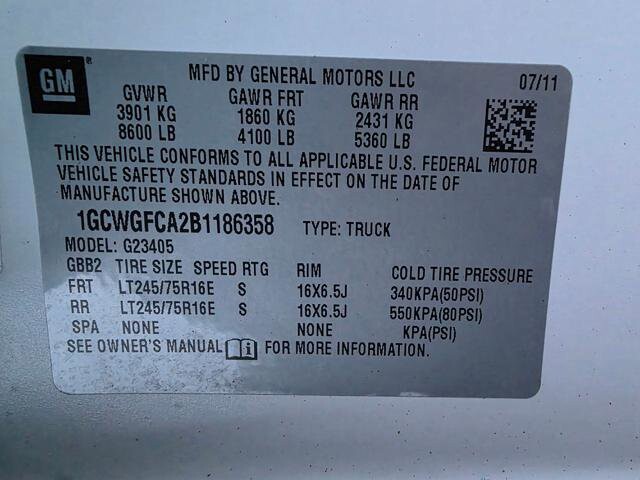 GM ® MFD BY GENERAL MOTORS LLC 07/11
GVWR GAWR FRT GAWR RR
3901 KG 1860 KG 2431 KG
8600 LB 4100 LB 5360 LB
THIS VEHICLE CONFORMS TO ALL APPLICABLE U.S. FEDERAL MOTOR
VEHICLE SAFETY STANDARDS IN EFFECT ON THE DATE OF
MANUFACTURE SHOWN ABOVE.
1GCWGFCA2B1186358 TYPE: TRUCK
MODEL: G23405
GBB2 TIRE SIZE SPEED RTG RIM COLD TIRE PRESSURE
FRT LT245/75R16E S 16X6.5J 340KPA(50PSI)
RR LT245/75R16E S 16X6.5J 550KPA(80PSI)
SPA NONE NONE KPA(PSI)
SEE OWNER'S MANUAL i FOR MORE INFORMATION.